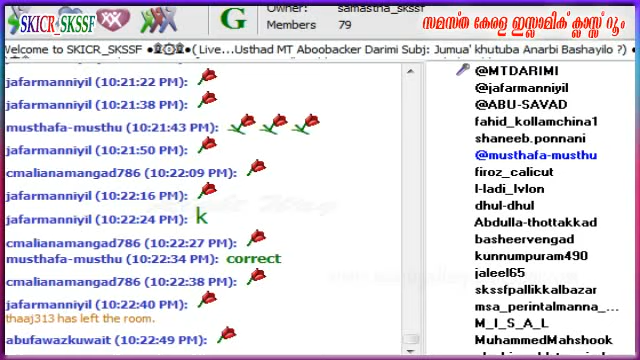 SKICR_SKSSF
G
Owner: samastha_skssf
Members 79
സമസ്ത കേരള ഇസ്ലാമിക് ക്ലാസ്സ് റൂം
Welcome to SKICR_SKSSF ●۩۞۩●( Live...Usthad MT Aboobacker Darimi Subj: Jumua' khutuba Anarbi Bashayilo ?)
jafarmanniyil (10:21:22 PM):
jafarmanniyil (10:21:38 PM):
musthafa-musthu (10:21:43 PM):
jafarmanniyil (10:21:50 PM):
cmalianamangad786 (10:22:09 PM):
jafarmanniyil (10:22:16 PM):
jafarmanniyil (10:22:24 PM): k
cmalianamangad786 (10:22:27 PM):
musthafa-musthu (10:22:34 PM): correct
cmalianamangad786 (10:22:38 PM):
jafarmanniyil (10:22:40 PM):
thaaj313 has left the room.
abufawazkuwait (10:22:49 PM):
@MTDARIMI
@jafarmanniyil
@ABU-SAVAD
fahid_kollamchina1
shaneeb.ponnani
@musthafa-musthu
firoz_calicut
l-ladi_lvlon
dhul-dhul
Abdulla-thottakkad
basheervengad
kunnumpuram490
jaleel65
skssfpallikkalbazar
msa_perintalmanna_...
M_I_S_A_L
MuhammedMahshook